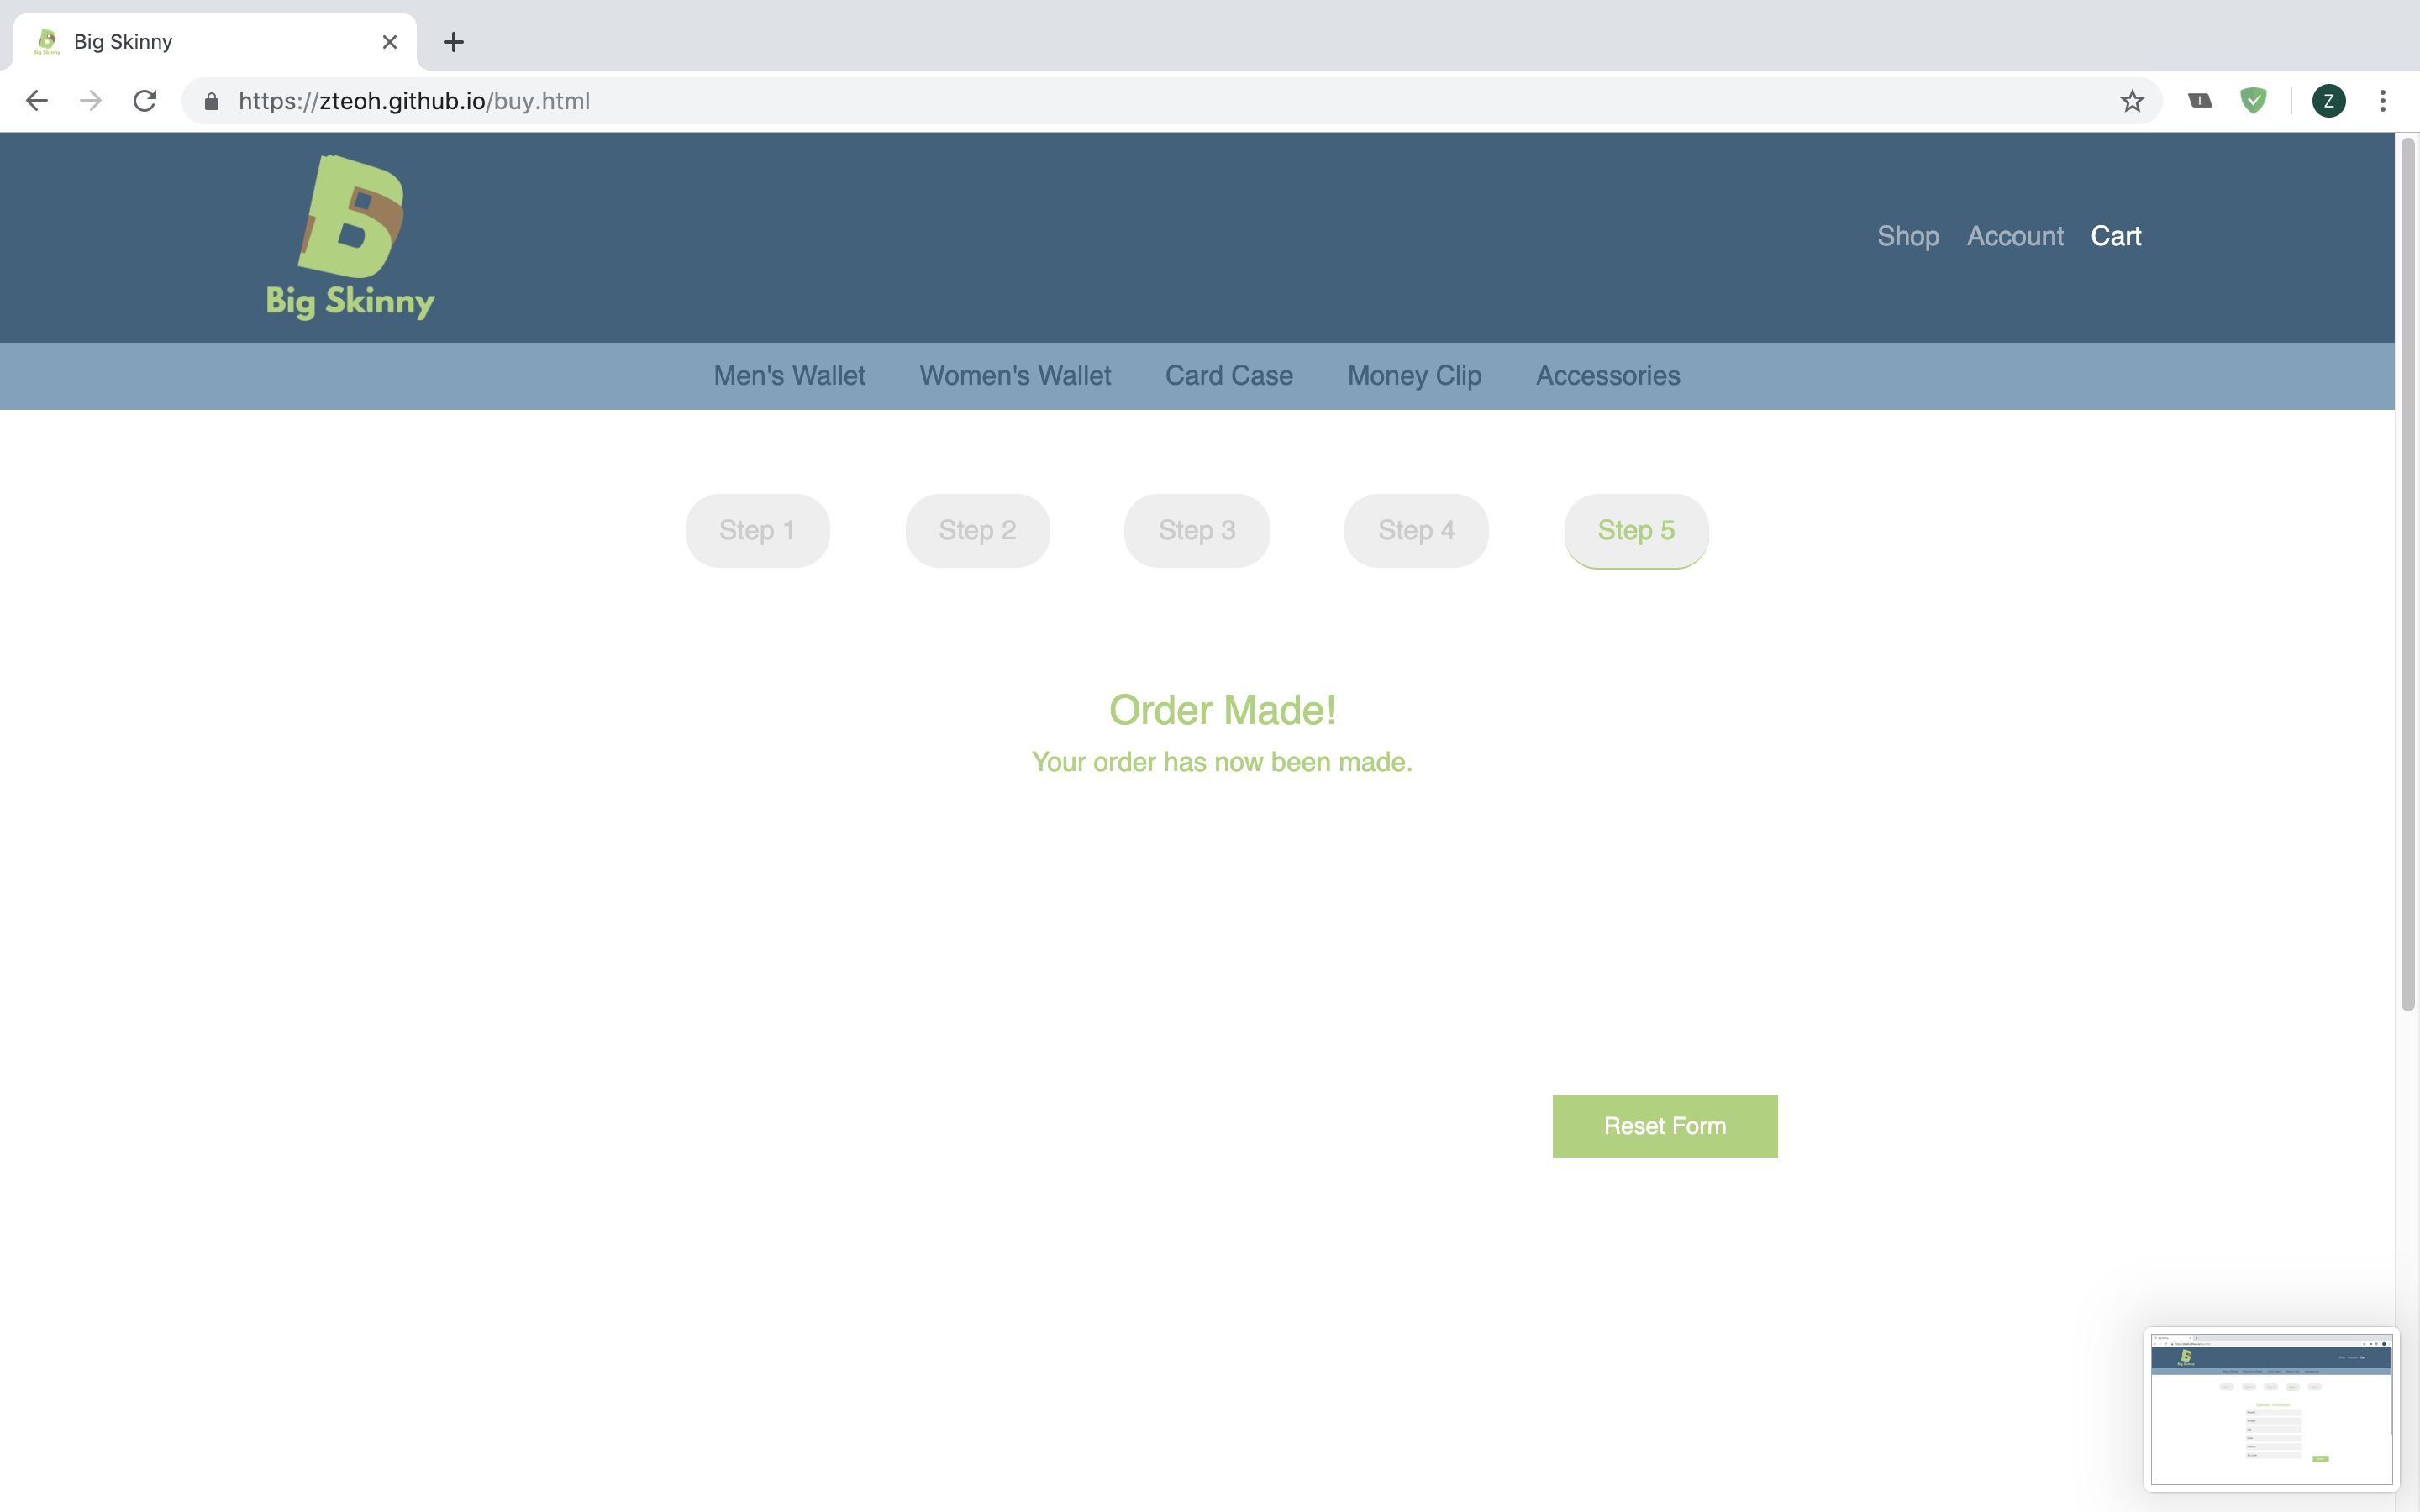 Big Skinny
https://zteoh.github.io/buy.html
Z
Big Skinny
Shop Account Cart
Men's Wallet Women's Wallet Card Case Money Clip Accessories
Step 1 Step 2 Step 3 Step 4 Step 5
Order Made!
Your order has now been made.
Reset Form